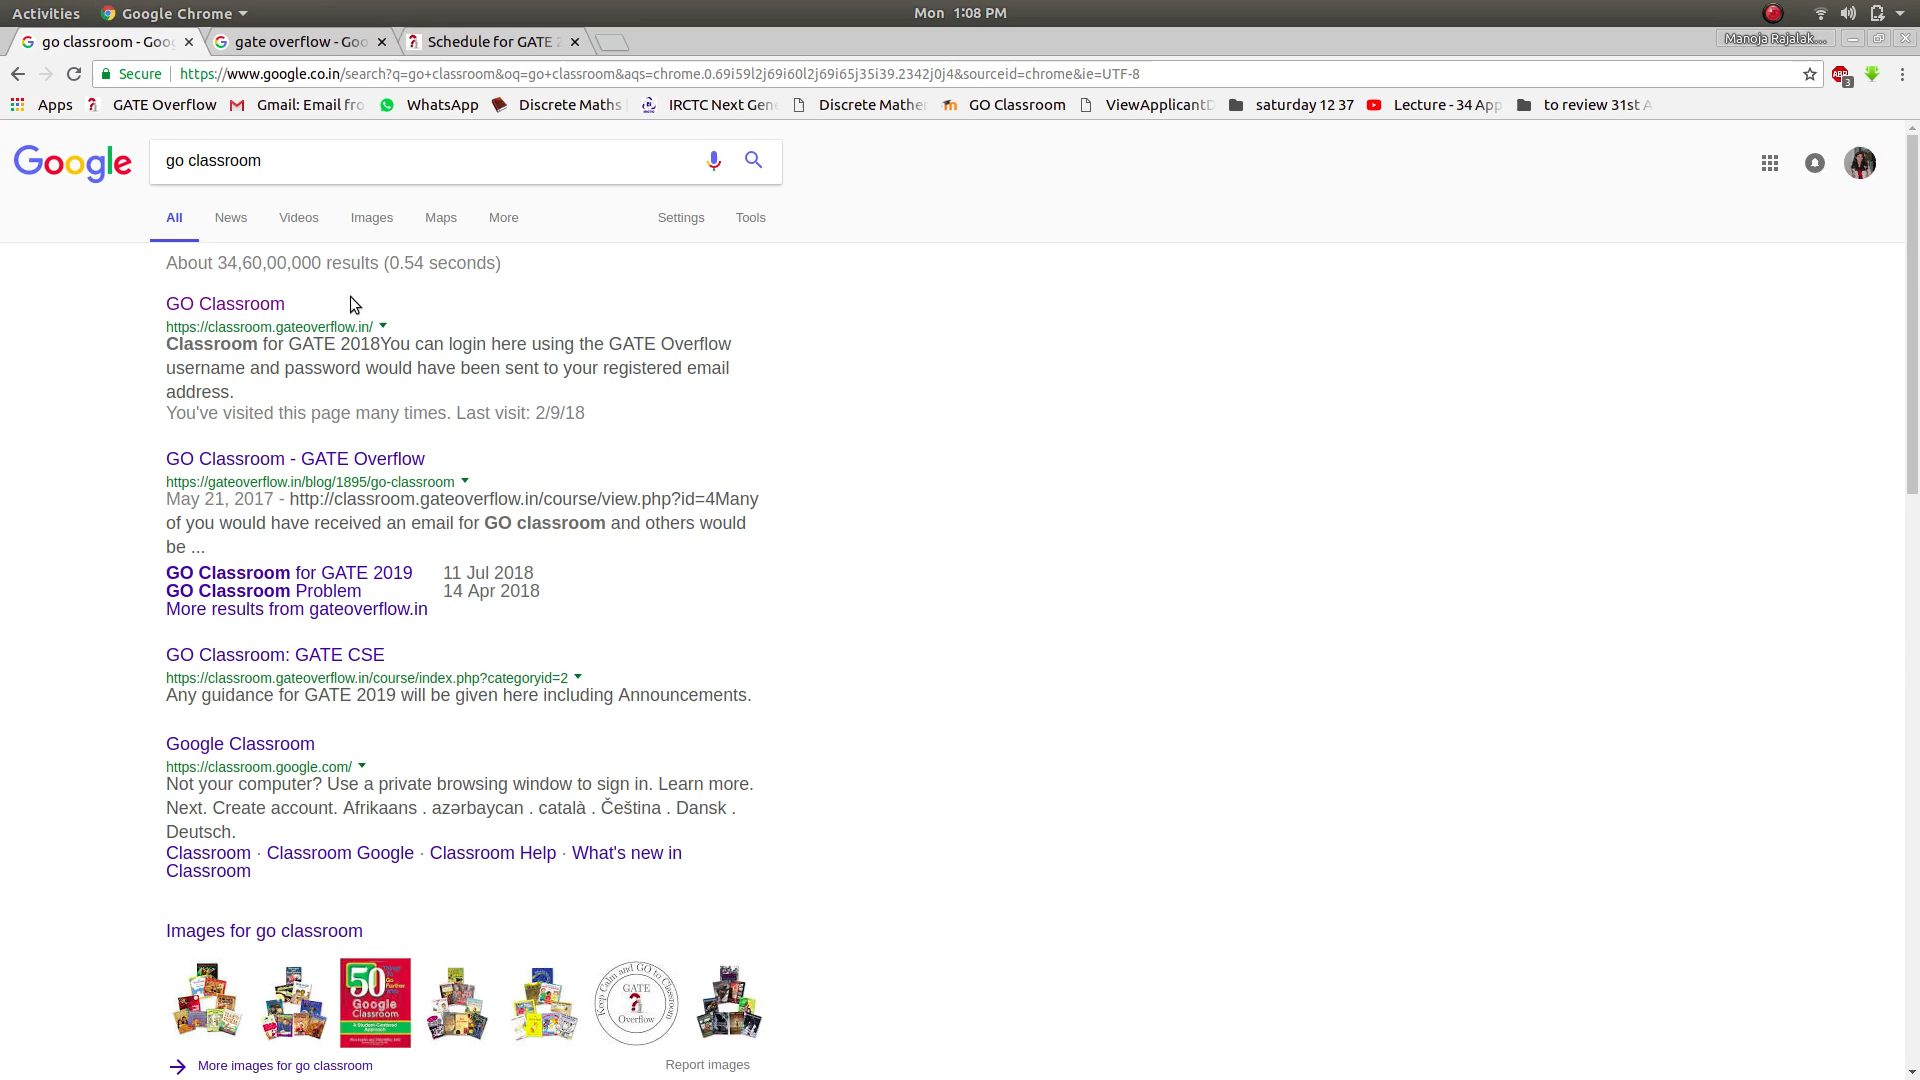 Activities Google Chrome Mon 1:08 PM
go classroom - Goo gate overflow - Goo Schedule for GATE 2 Manoja Rajalak...
Secure https://www.google.co.in/search?q=go+classroom&oq=go+classroom&aqs=chrome.0.69i59l2j69i60l2j69i65j35i39.2342j0j4&sourceid=chrome&ie=UTF-8 ABP 3
Apps GATE Overflow Gmail: Email fro WhatsApp Discrete Maths IRCTC Next Gen Discrete Mather GO Classroom ViewApplicantD saturday 12 37 Lecture - 34 App to review 31st A
Google go classroom
All News Videos Images Maps More Settings Tools
About 34,60,00,000 results (0.54 seconds)
GO Classroom
https://classroom.gateoverflow.in/
Classroom for GATE 2018You can login here using the GATE Overflow
username and password would have been sent to your registered email
address.
You've visited this page many times. Last visit: 2/9/18
GO Classroom - GATE Overflow
https://gateoverflow.in/blog/1895/go-classroom
May 21, 2017 - http://classroom.gateoverflow.in/course/view.php?id=4Many
of you would have received an email for GO classroom and others would
be ...
GO Classroom for GATE 2019 11 Jul 2018
GO Classroom Problem 14 Apr 2018
More results from gateoverflow.in
GO Classroom: GATE CSE
https://classroom.gateoverflow.in/course/index.php?categoryid=2
Any guidance for GATE 2019 will be given here including Announcements.
Google Classroom
https://classroom.google.com/
Not your computer? Use a private browsing window to sign in. Learn more.
Next. Create account. Afrikaans . azərbaycan . català . Čeština . Dansk .
Deutsch.
Classroom · Classroom Google · Classroom Help · What's new in
Classroom
Images for go classroom
50 Things
Go
Further
Google
Classroom
A Student-Centered
Approach
Keep Calm and GO to Classroom
GATE
Overflow
More images for go classroom Report images